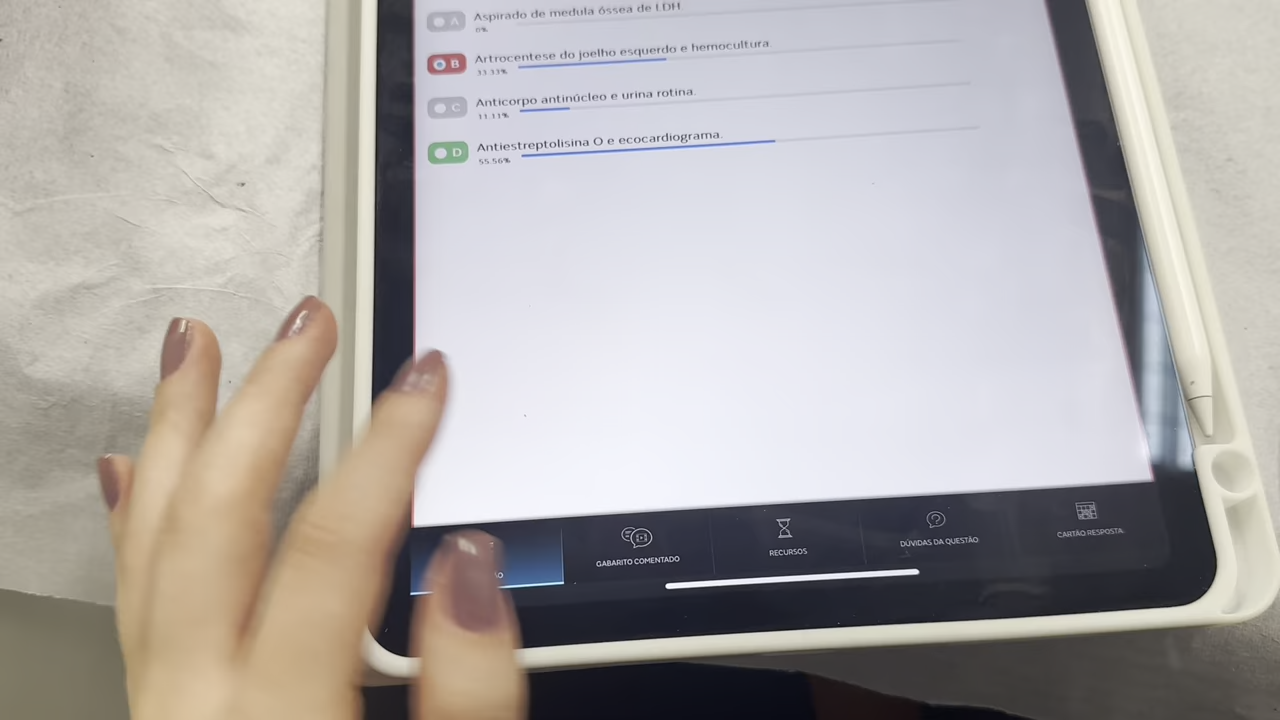 A Aspirado de medula óssea de LDH.
0%
B Artrocentese do joelho esquerdo e hemocultura.
33.33%
C Anticorpo antinúcleo e urina rotina.
11.11%
D Antiestreptolisina O e ecocardiograma.
55.56%
GABARITO COMENTADO
RECURSOS
DÚVIDAS DA QUESTÃO
CARTÃO RESPOSTA